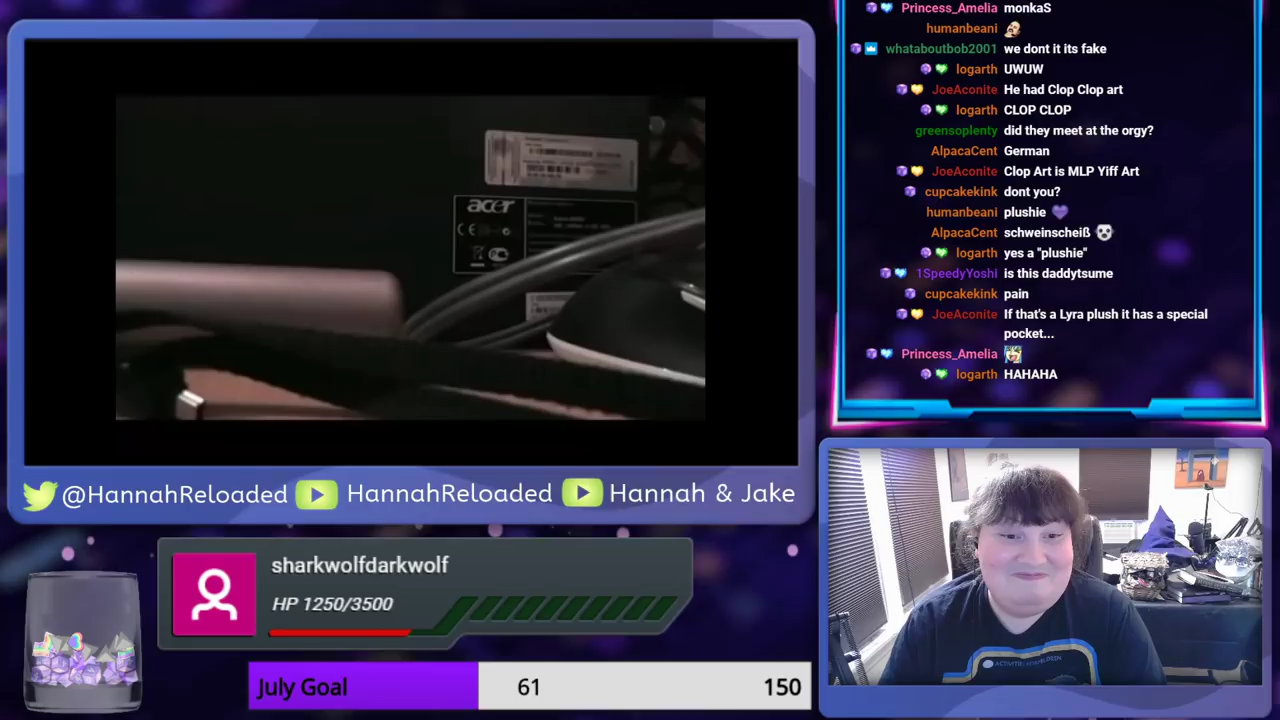 acer
@HannahReloaded
HannahReloaded
Hannah & Jake
sharkwolfdarkwolf
HP 1250/3500
July Goal
61
150
Princess_Amelia monkaS
humanbeani
whataboutbob2001 we dont it its fake
logarth UWUW
JoeAconite He had Clop Clop art
logarth CLOP CLOP
greensoplenty did they meet at the orgy?
AlpacaCent German
JoeAconite Clop Art is MLP Yiff Art
cupcakekink dont you?
humanbeani plushie
AlpacaCent schweinscheiß
logarth yes a "plushie"
1SpeedyYoshi is this daddytsume
cupcakekink pain
JoeAconite If that's a Lyra plush it has a special
pocket...
Princess_Amelia
logarth HAHAHA